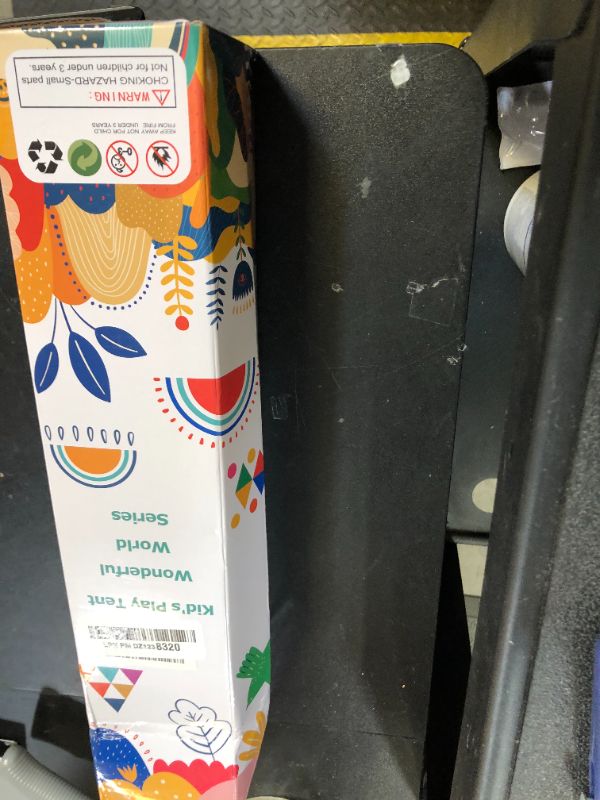 Kid's Play Tent
Wonderful
World
Series
DZ1238320
WARNING:
CHOKING HAZARD-Small parts
Not for children under 3 years.
KEEP AWAY NOT FOR CHILD
FROM FIRE UNDER 3 YEARS